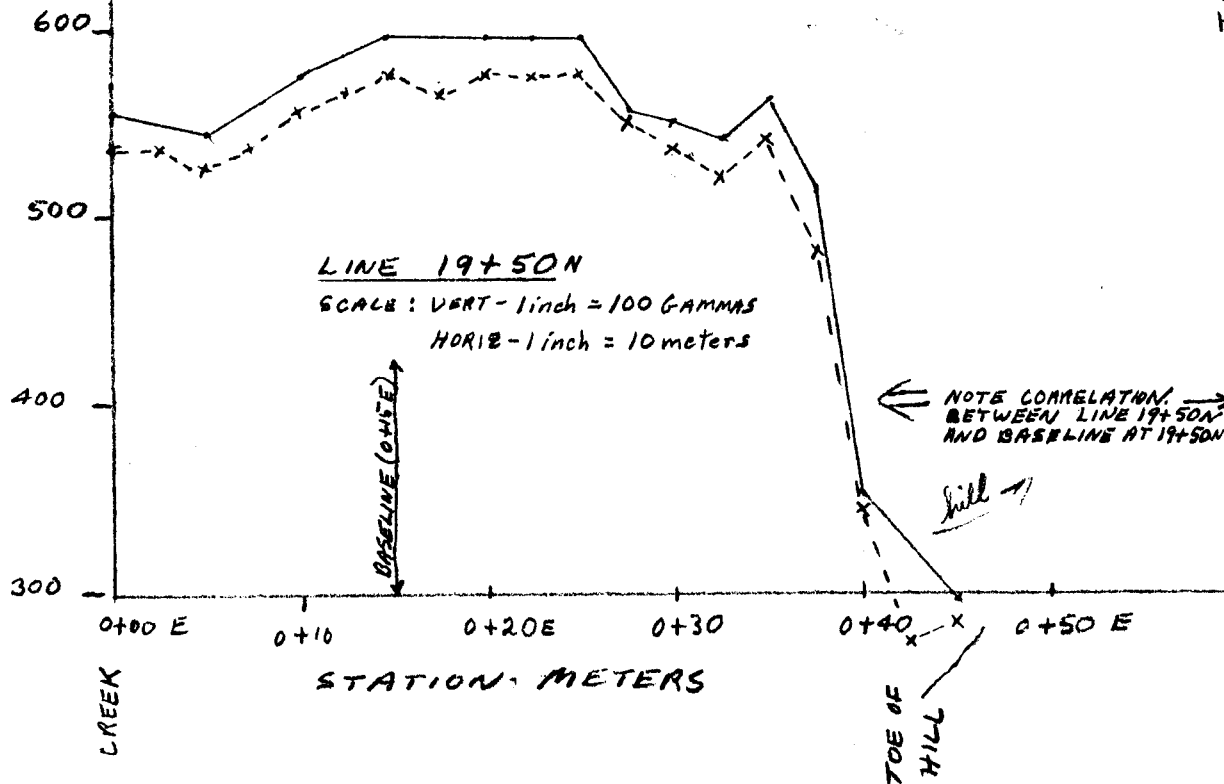 600
500
LINE 19+50N
SCALE: VERT - 1 inch = 100 GAMMAS
HORIZ - 1 inch = 10 meters
BASELINE (0+15E)
400
NOTE CORRELATION
BETWEEN LINE 19+50N
AND BASELINE AT 19+50N
hill
300
0+00 E
0+10
0+20E
0+30
0+40
0+50 E
STATION METERS
CREEK
TOE OF
HILL